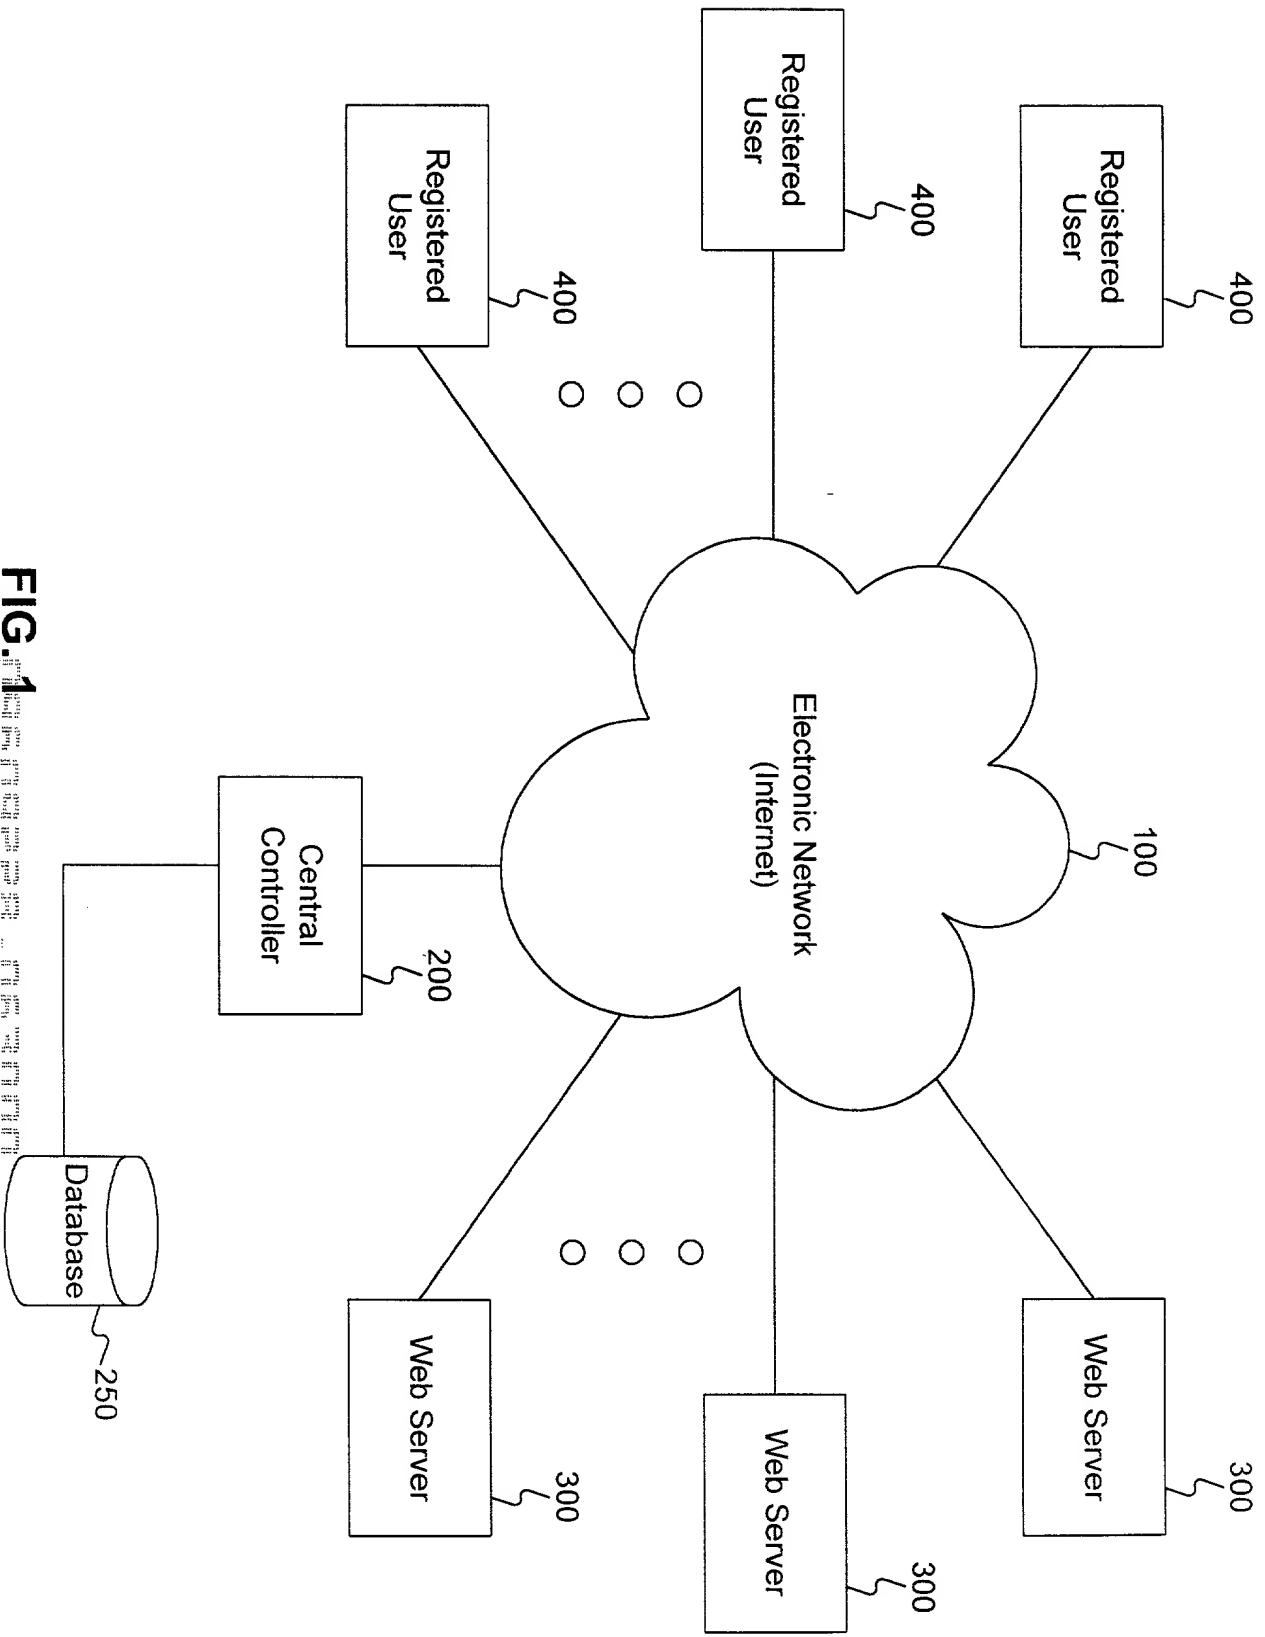 400
Registered
User
400
Registered
User
400
Registered
User
100
Electronic Network
(Internet)
300
Web Server
300
Web Server
300
Web Server
200
Central
Controller
Database
250
FIG. 1